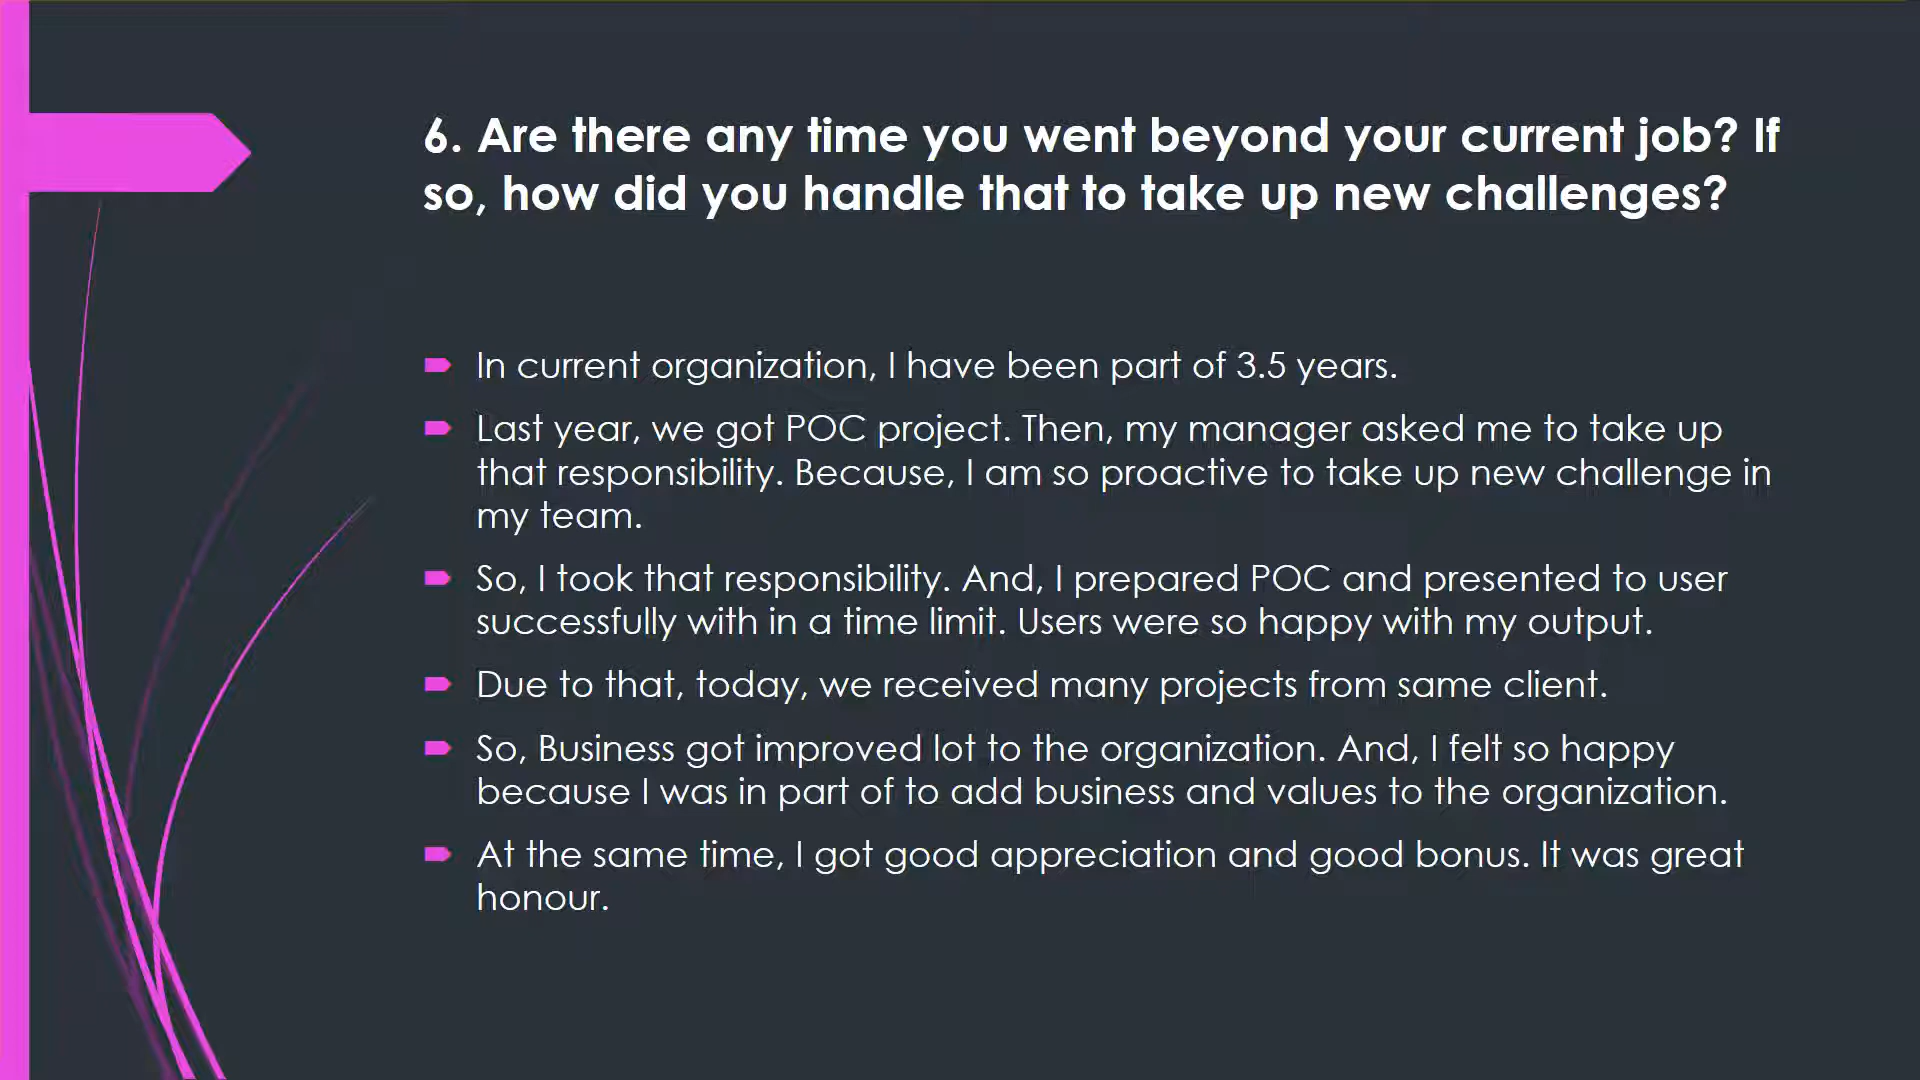 6. Are there any time you went beyond your current job? If
so, how did you handle that to take up new challenges?
In current organization, I have been part of 3.5 years.
Last year, we got POC project. Then, my manager asked me to take up
that responsibility. Because, I am so proactive to take up new challenge in
my team.
So, I took that responsibility. And, I prepared POC and presented to user
successfully with in a time limit. Users were so happy with my output.
Due to that, today, we received many projects from same client.
So, Business got improved lot to the organization. And, I felt so happy
because I was in part of to add business and values to the organization.
At the same time, I got good appreciation and good bonus. It was great
honour.